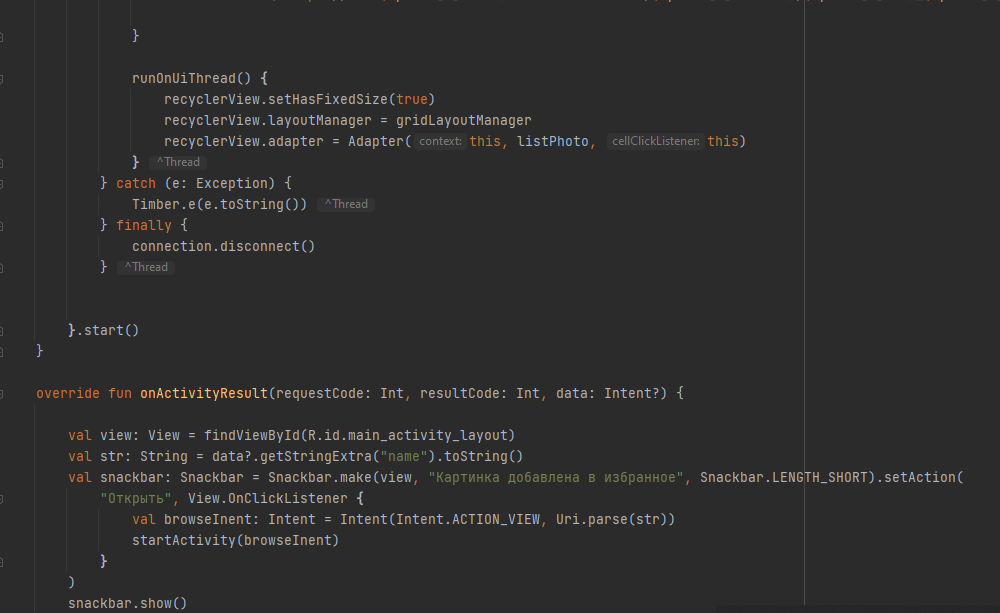 }
runOnUiThread() {
recyclerView.setHasFixedSize(true)
recyclerView.layoutManager = gridLayoutManager
recyclerView.adapter = Adapter( context: this, listPhoto, cellClickListener: this)
} ^Thread
} catch (e: Exception) {
Timber.e(e.toString()) ^Thread
} finally {
connection.disconnect()
} ^Thread
}.start()
}
override fun onActivityResult(requestCode: Int, resultCode: Int, data: Intent?) {
val view: View = findViewById(R.id.main_activity_layout)
val str: String = data?.getStringExtra("name").toString()
val snackbar: Snackbar = Snackbar.make(view, "Картинка добавлена в избранное", Snackbar.LENGTH_SHORT).setAction(
"Открыть", View.OnClickListener {
val browseInent: Intent = Intent(Intent.ACTION_VIEW, Uri.parse(str))
startActivity(browseInent)
}
)
snackbar.show()